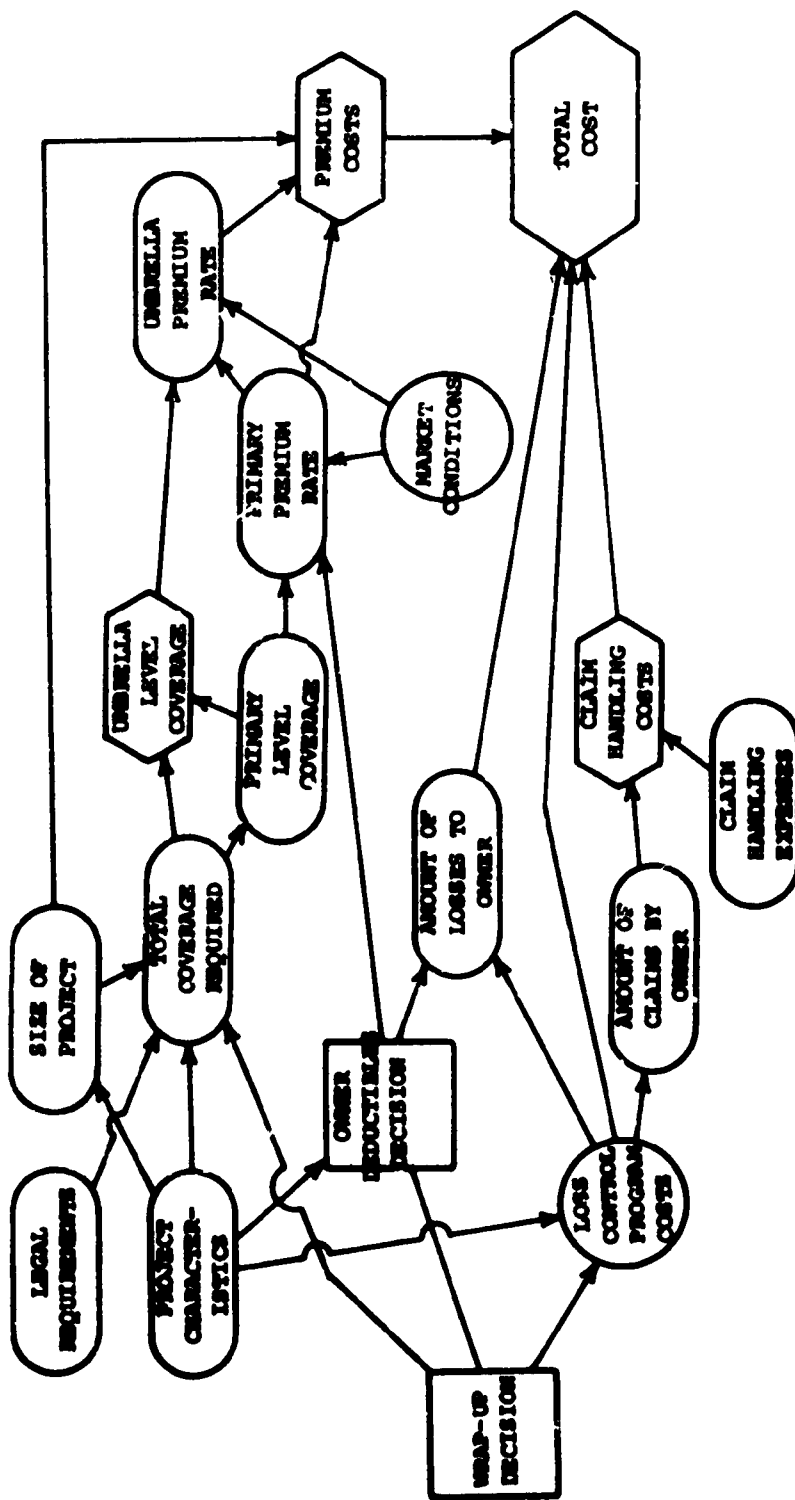 LEGAL
REQUIREMENTS
SIZE OF
PROJECT
PROJECT
CHARACTER-
ISTICS
TOTAL
COVERAGE
REQUIRED
UMBRELLA
LEVEL
COVERAGE
UMBRELLA
PREMIUM
RATE
PRIMARY
LEVEL
COVERAGE
PRIMARY
PREMIUM
RATE
PREMIUM
COSTS
OWNER
DEDUCTIBLES
DECISION
MARKET
CONDITIONS
WRAP-UP
DECISION
AMOUNT OF
LOSSES TO
OWNER
TOTAL
COST
LOSS
CONTROL
PROGRAM
COSTS
AMOUNT OF
CLAIMS BY
OWNER
CLAIM
HANDLING
COSTS
CLAIM
HANDLING
EXPENSES